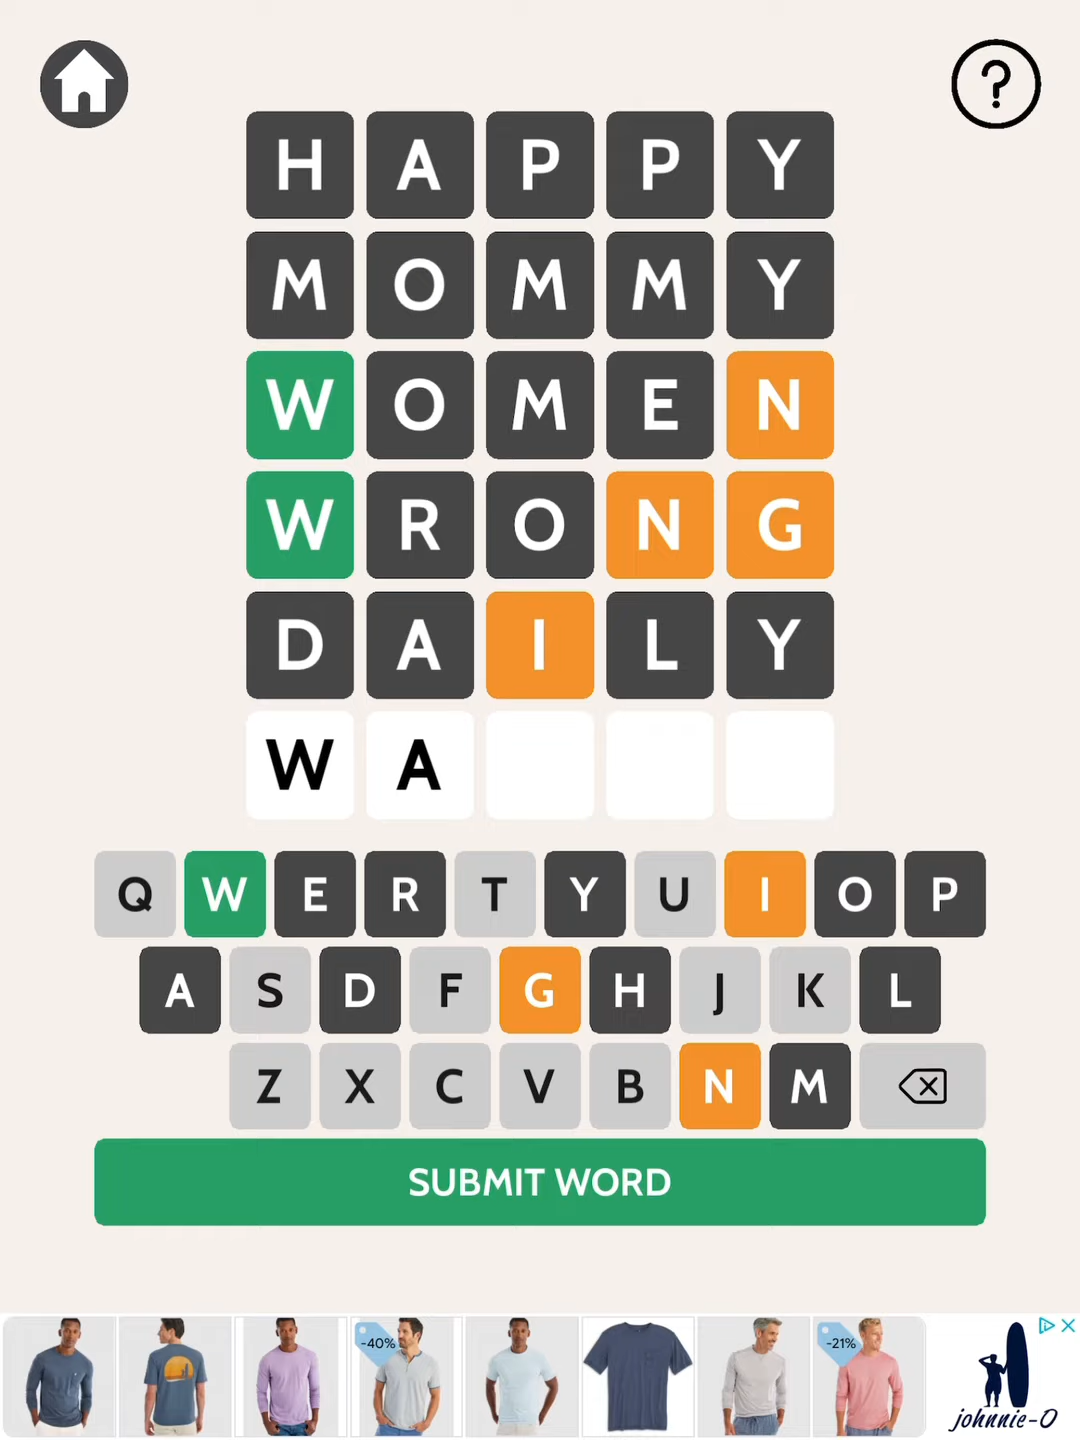 ?
HAPPY
MOMMY
WOMEN
WRONG
DAILY
WA
QWERTYUIOP
ASDFGHJKL
ZXCVBNM
SUBMIT WORD
-40%
-21%
johnnie-O